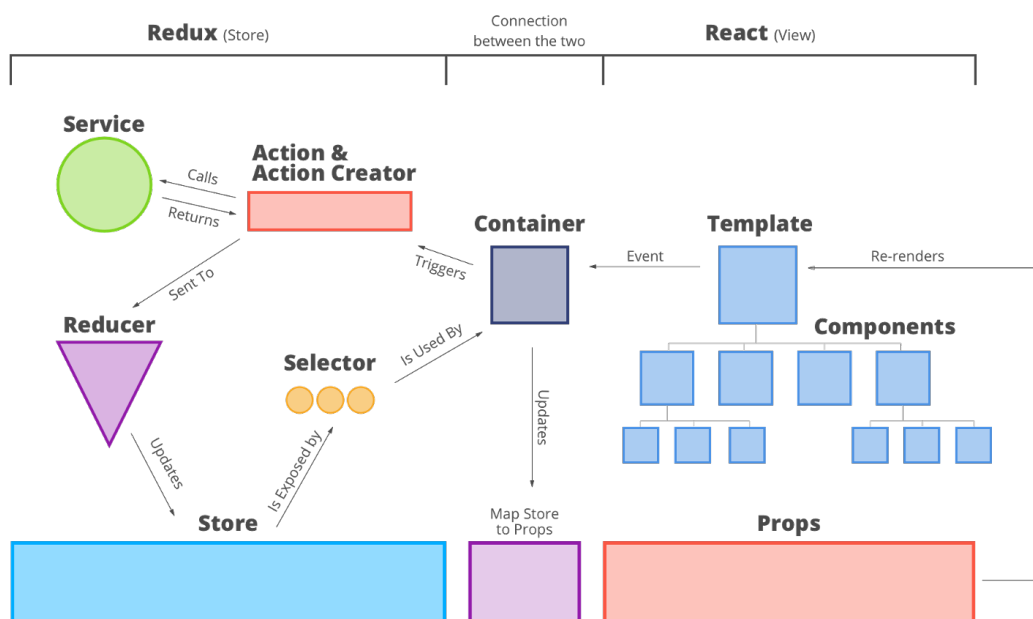 Redux (Store)
Connection
between the two
React (View)
Service
Action &
Action Creator
Calls
Returns
Container
Template
Triggers
Event
Re-renders
Sent To
Reducer
Components
Selector
Is Used By
Updates
Updates
Is Exposed by
Store
Map Store
to Props
Props